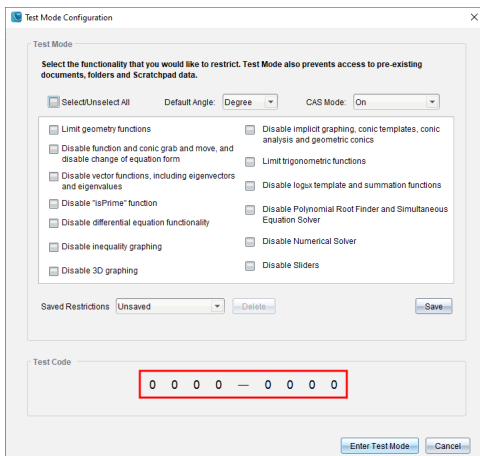 Test Mode Configuration
Test Mode
Select the functionality that you would like to restrict. Test Mode also prevents access to pre-existing
documents, folders and Scratchpad data.
Select/Unselect All Default Angle: Degree CAS Mode: On
Limit geometry functions
Disable function and conic grab and move, and
disable change of equation form
Disable vector functions, including eigenvectors
and eigenvalues
Disable "isPrime" function
Disable differential equation functionality
Disable inequality graphing
Disable 3D graphing
Disable implicit graphing, conic templates, conic
analysis and geometric conics
Limit trigonometric functions
Disable logbx template and summation functions
Disable Polynomial Root Finder and Simultaneous
Equation Solver
Disable Numerical Solver
Disable Sliders
Saved Restrictions Unsaved Delete Save
Test Code
0 0 0 0 — 0 0 0 0
Enter Test Mode Cancel